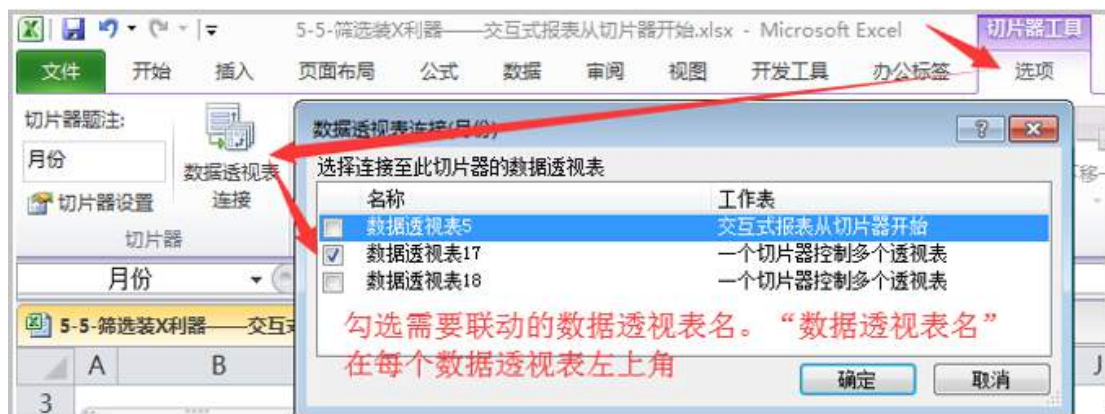 5-5-筛选装X利器——交互式报表从切片器开始.xlsx - Microsoft Excel
切片器工具
文件 开始 插入 页面布局 公式 数据 审阅 视图 开发工具 办公标签 选项
切片器题注:
月份
切片器设置
数据透视表
连接
切片器
数据透视表连接(月份)
选择连接至此切片器的数据透视表
名称 工作表
数据透视表5 交互式报表从切片器开始
数据透视表17 一个切片器控制多个透视表
数据透视表18 一个切片器控制多个透视表
勾选需要联动的数据透视表名。“数据透视表名”
在每个数据透视表左上角
确定 取消
月份
5-5-筛选装X利器——交互
A B J
3